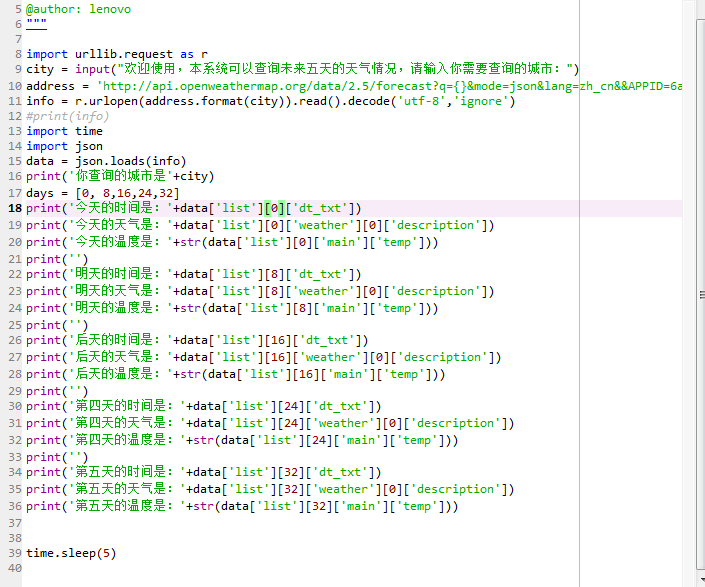 5 @author: lenovo
6 """
7
8 import urllib.request as r
9 city = input("欢迎使用，本系统可以查询未来五天的天气情况，请输入你需要查询的城市：")
10 address = 'http://api.openweathermap.org/data/2.5/forecast?q={}&mode=json&lang=zh_cn&&APPID=6a
11 info = r.urlopen(address.format(city)).read().decode('utf-8','ignore')
12 #print(info)
13 import time
14 import json
15 data = json.loads(info)
16 print('你查询的城市是'+city)
17 days = [0, 8,16,24,32]
18 print('今天的时间是：'+data['list'][0]['dt_txt'])
19 print('今天的天气是：'+data['list'][0]['weather'][0]['description'])
20 print('今天的温度是：'+str(data['list'][0]['main']['temp']))
21 print('')
22 print('明天的时间是：'+data['list'][8]['dt_txt'])
23 print('明天的天气是：'+data['list'][8]['weather'][0]['description'])
24 print('明天的温度是：'+str(data['list'][8]['main']['temp']))
25 print('')
26 print('后天的时间是：'+data['list'][16]['dt_txt'])
27 print('后天的天气是：'+data['list'][16]['weather'][0]['description'])
28 print('后天的温度是：'+str(data['list'][16]['main']['temp']))
29 print('')
30 print('第四天的时间是：'+data['list'][24]['dt_txt'])
31 print('第四天的天气是：'+data['list'][24]['weather'][0]['description'])
32 print('第四天的温度是：'+str(data['list'][24]['main']['temp']))
33 print('')
34 print('第五天的时间是：'+data['list'][32]['dt_txt'])
35 print('第五天的天气是：'+data['list'][32]['weather'][0]['description'])
36 print('第五天的温度是：'+str(data['list'][32]['main']['temp']))
37
38
39 time.sleep(5)
40